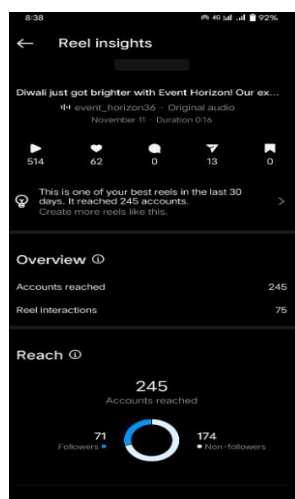 8:38
4G 92%
Reel insights
Diwali just got brighter with Event Horizon! Our ex...
event_horizon36 · Original audio
November 11 · Duration 0:16
514 62 0 13 0
This is one of your best reels in the last 30
days. It reached 245 accounts.
Create more reels like this.
Overview
Accounts reached 245
Reel interactions 75
Reach
245
Accounts reached
71 174
Followers Non-followers